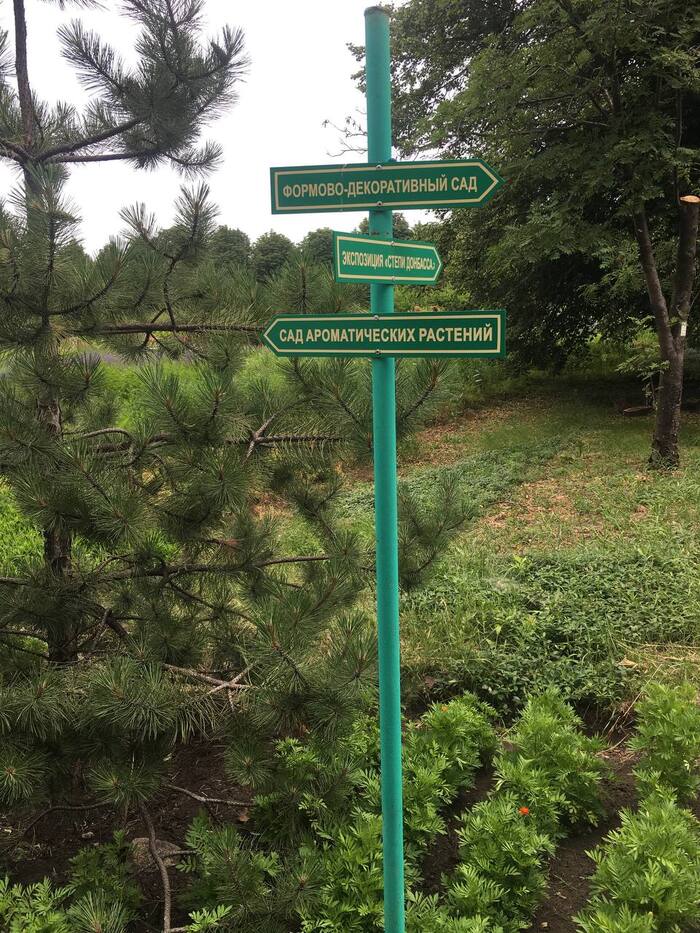 ФОРМОВО-ДЕКОРАТИВНЫЙ САД
ЭКСПОЗИЦИЯ «СТЕПИ ДОНБАССА»
САД АРОМАТИЧЕСКИХ РАСТЕНИЙ